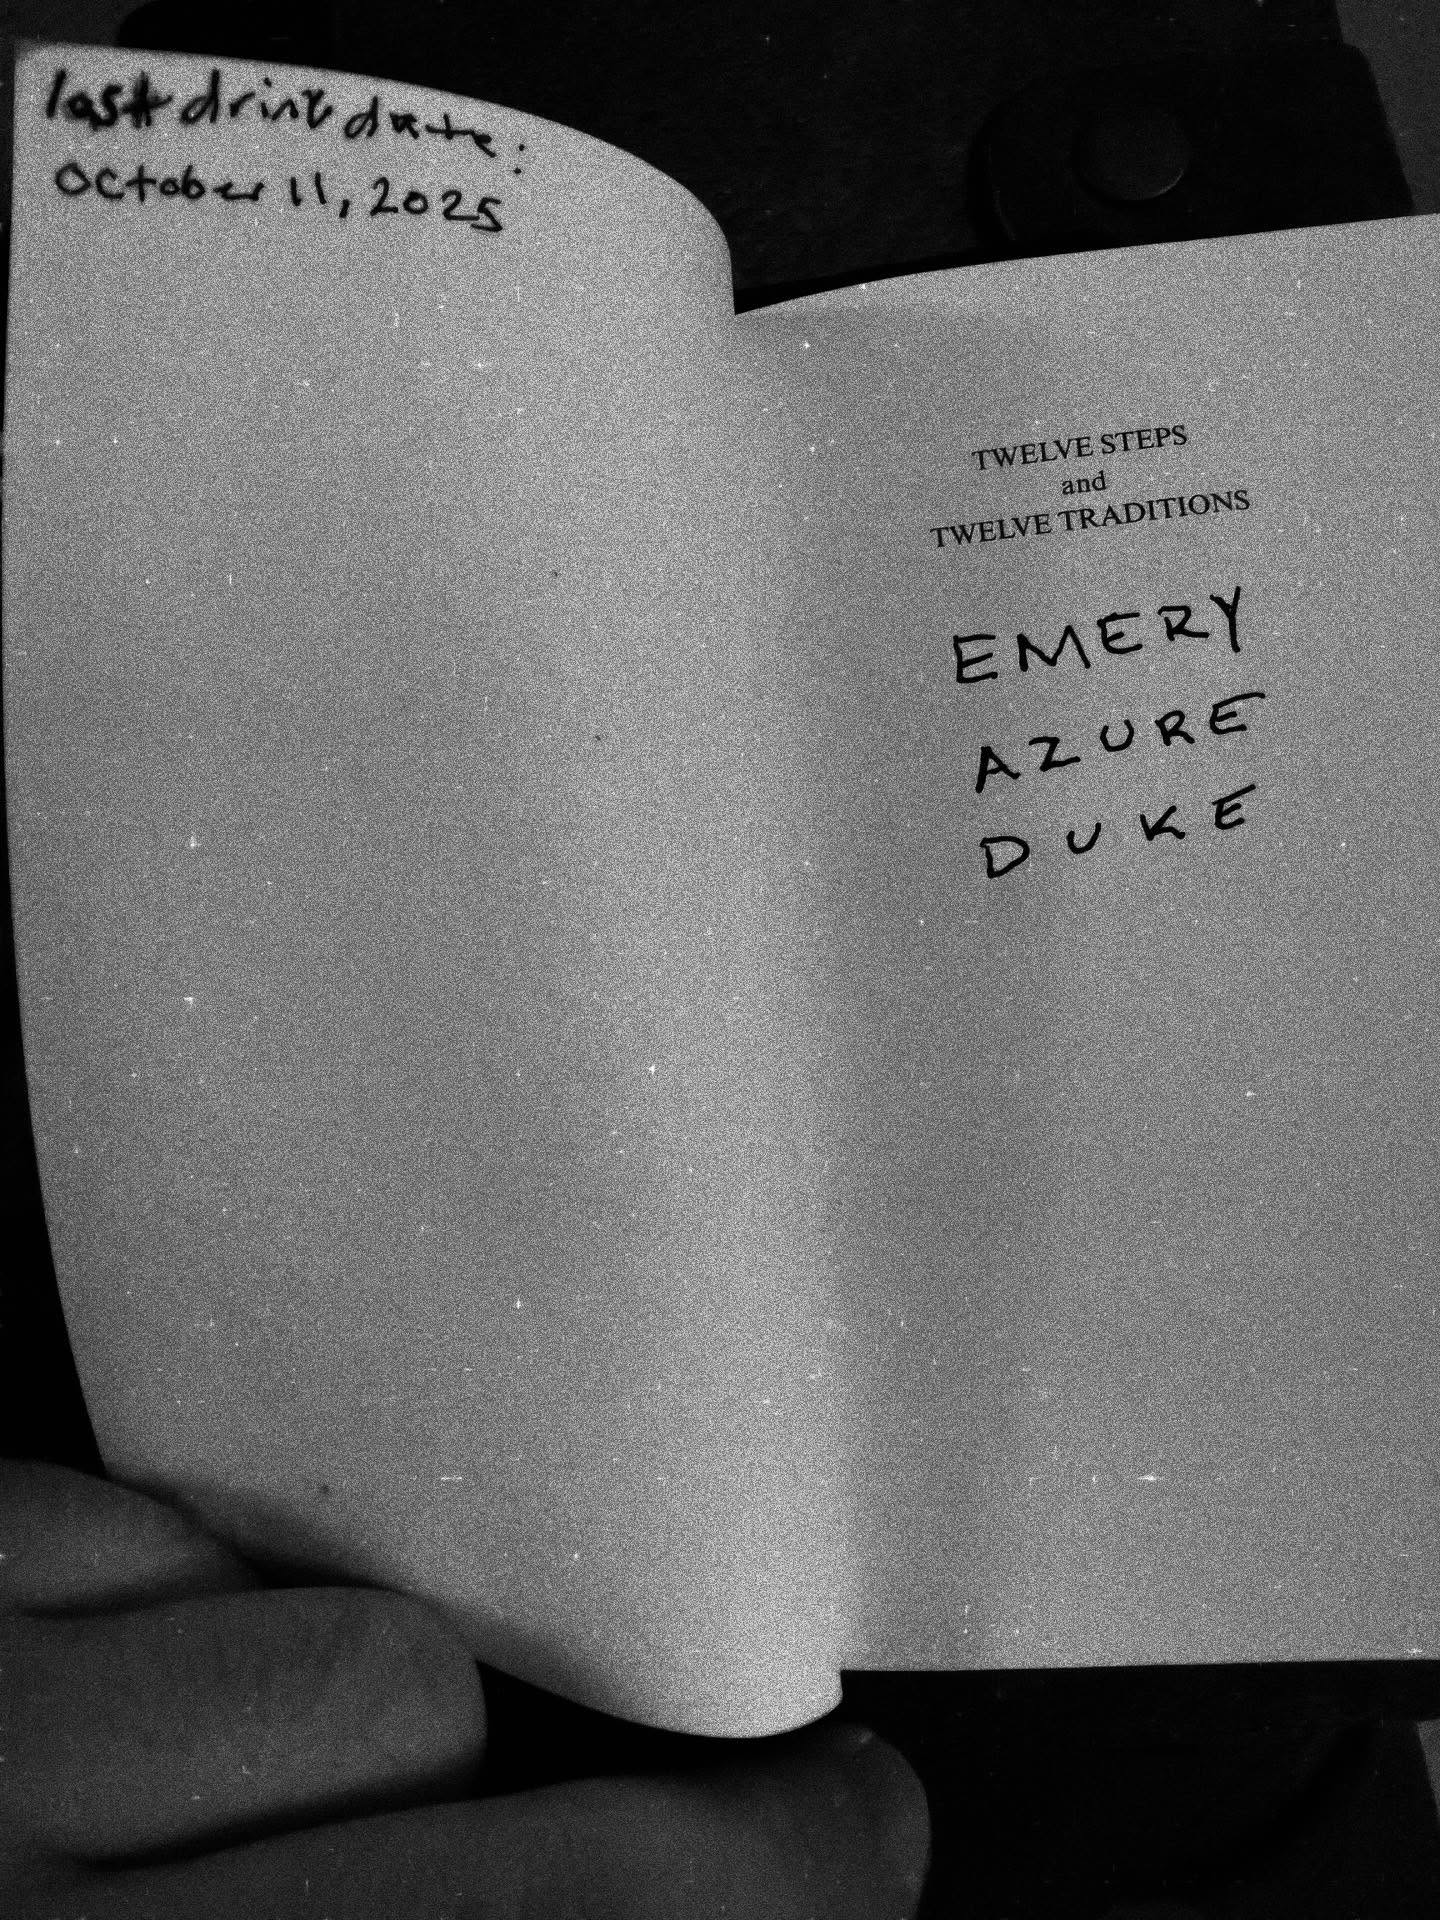 last drink date:
October 11, 2025
TWELVE STEPS
and
TWELVE TRADITIONS
EMERY
AZURE
DUKE